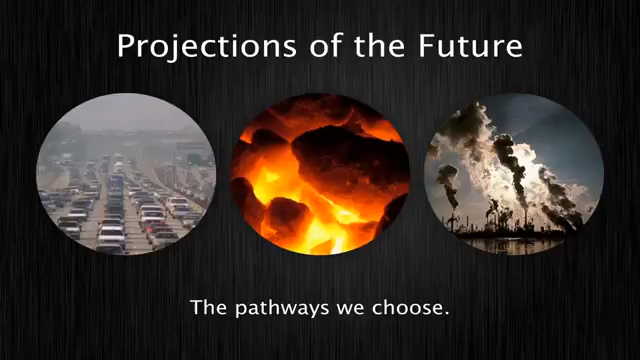 Projections of the Future
The pathways we choose.